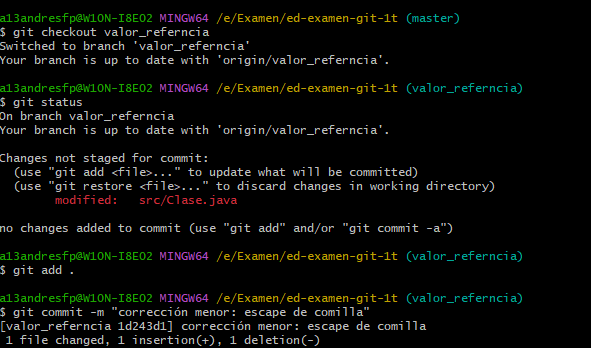 a13andresfp@W10N-I8E02 MINGW64 /e/Examen/ed-examen-git-1t (master)
$ git checkout valor_referncia
Switched to branch 'valor_referncia'
Your branch is up to date with 'origin/valor_referncia'.
a13andresfp@W10N-I8E02 MINGW64 /e/Examen/ed-examen-git-1t (valor_referncia)
$ git status
On branch valor_referncia
Your branch is up to date with 'origin/valor_referncia'.
Changes not staged for commit:
  (use "git add <file>..." to update what will be committed)
  (use "git restore <file>..." to discard changes in working directory)
        modified:   src/Clase.java
no changes added to commit (use "git add" and/or "git commit -a")
a13andresfp@W10N-I8E02 MINGW64 /e/Examen/ed-examen-git-1t (valor_referncia)
$ git add .
a13andresfp@W10N-I8E02 MINGW64 /e/Examen/ed-examen-git-1t (valor_referncia)
$ git commit -m "corrección menor: escape de comilla"
[valor_referncia 1d243d1] corrección menor: escape de comilla
 1 file changed, 1 insertion(+), 1 deletion(-)